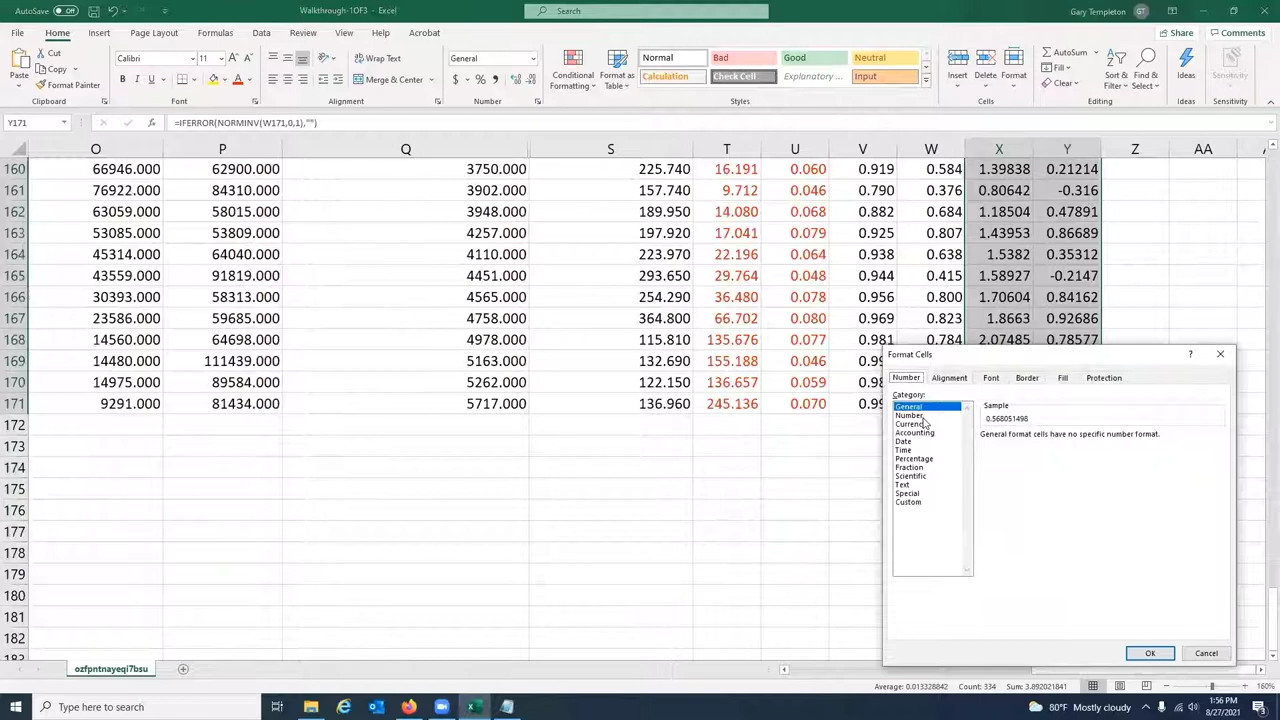 AutoSave Off Walkthrough-1OF3 - Excel Search Gary Templeton GT
File Home Insert Page Layout Formulas Data Review View Help Acrobat Share Comments
Paste Cut Copy Format Painter Clipboard
Calibri 11 B I U Font
Wrap Text Merge & Center Alignment
General $ % Number
Conditional Formatting Format as Table
Normal Bad Good Neutral
Calculation Check Cell Explanatory ... Input
Styles
Insert Delete Format Cells
AutoSum Fill Clear Sort & Filter Find & Select Editing
Ideas Ideas
Sensitivity Sensitivity
Y171 fx =IFERROR(NORMINV(W171,0,1),"")
O P Q S T U V W X Y Z AA
160 66946.000 62900.000 3750.000 225.740 16.191 0.060 0.919 0.584 1.39838 0.21214
161 76922.000 84310.000 3902.000 157.740 9.712 0.046 0.790 0.376 0.80642 -0.316
162 63059.000 58015.000 3948.000 189.950 14.080 0.068 0.882 0.684 1.18504 0.47891
163 53085.000 53809.000 4257.000 197.920 17.041 0.079 0.925 0.807 1.43953 0.86689
164 45314.000 64040.000 4110.000 223.970 22.196 0.064 0.938 0.638 1.5382 0.35312
165 43559.000 91819.000 4451.000 293.650 29.764 0.048 0.944 0.415 1.58927 -0.2147
166 30393.000 58313.000 4565.000 254.290 36.480 0.078 0.956 0.800 1.70604 0.84162
167 23586.000 59685.000 4758.000 364.800 66.702 0.080 0.969 0.823 1.8663 0.92686
168 14560.000 64698.000 4978.000 115.810 135.676 0.077 0.981 0.784 2.07485 0.78577
169 14480.000 111439.000 5163.000 132.690 155.188 0.046
170 14975.000 89584.000 5262.000 122.150 136.657 0.059
171 9291.000 81434.000 5717.000 136.960 245.136 0.070
172
173
174
175
176
177
178
179
180
181
182
Format Cells ?
Number Alignment Font Border Fill Protection
Category:
General
Number
Currency
Accounting
Date
Time
Percentage
Fraction
Scientific
Text
Special
Custom
Sample
0.568051498
General format cells have no specific number format.
OK Cancel
ozfpntnayeqi7bsu
Average: 0.013328842 Count: 334 Sum: 3.892021841 160%
Type here to search
80°F Mostly cloudy
1:56 PM
8/27/2021
3